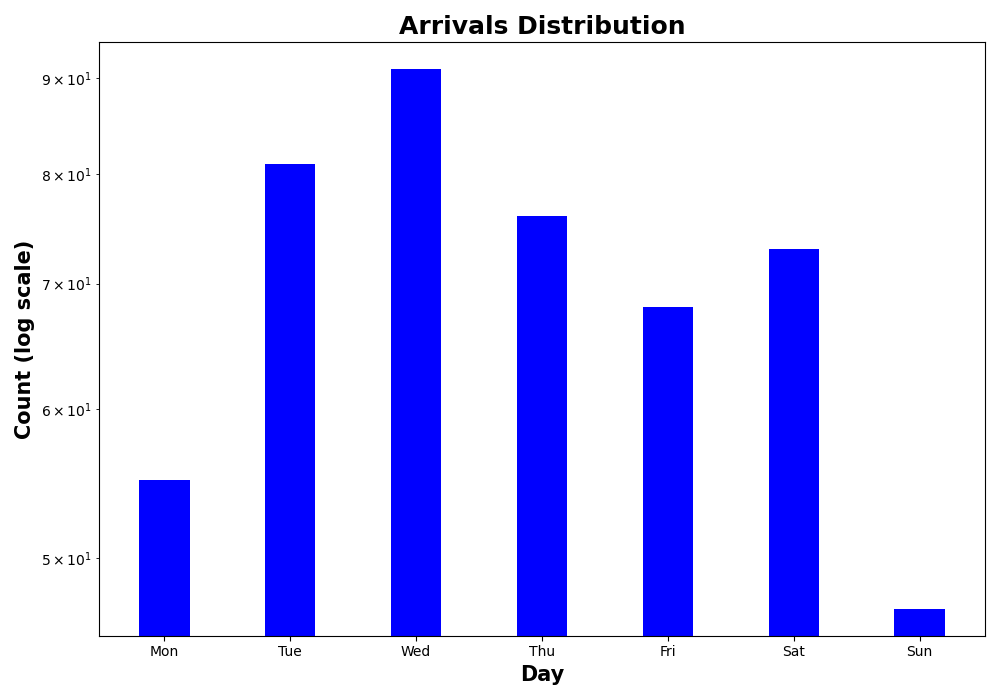 Arrivals Distribution
Count (log scale)
9 × 10¹
8 × 10¹
7 × 10¹
6 × 10¹
5 × 10¹
Mon Tue Wed Thu Fri Sat Sun
Day